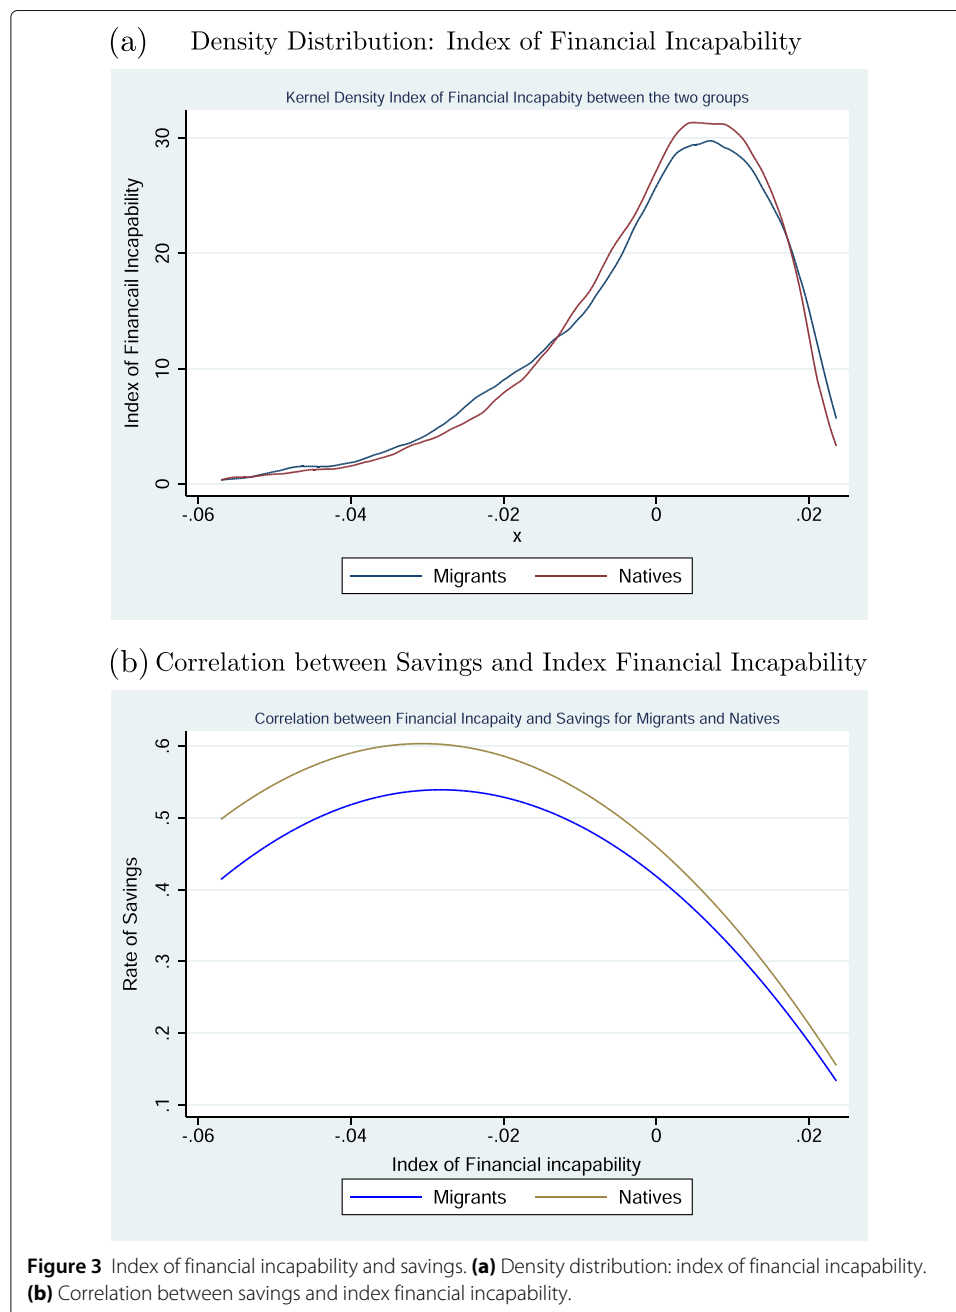 (a) Density Distribution: Index of Financial Incapability
Kernel Density Index of Financial Incapabity between the two groups
Index of Financail Incapability
30
20
10
0
-.06 -.04 -.02 0 .02
x
Migrants Natives
(b) Correlation between Savings and Index Financial Incapability
Correlation between Financial Incapaity and Savings for Migrants and Natives
Rate of Savings
.6
.5
.4
.3
.2
.1
-.06 -.04 -.02 0 .02
Index of Financial incapability
Migrants Natives
Figure 3 Index of financial incapability and savings. (a) Density distribution: index of financial incapability.
(b) Correlation between savings and index financial incapability.